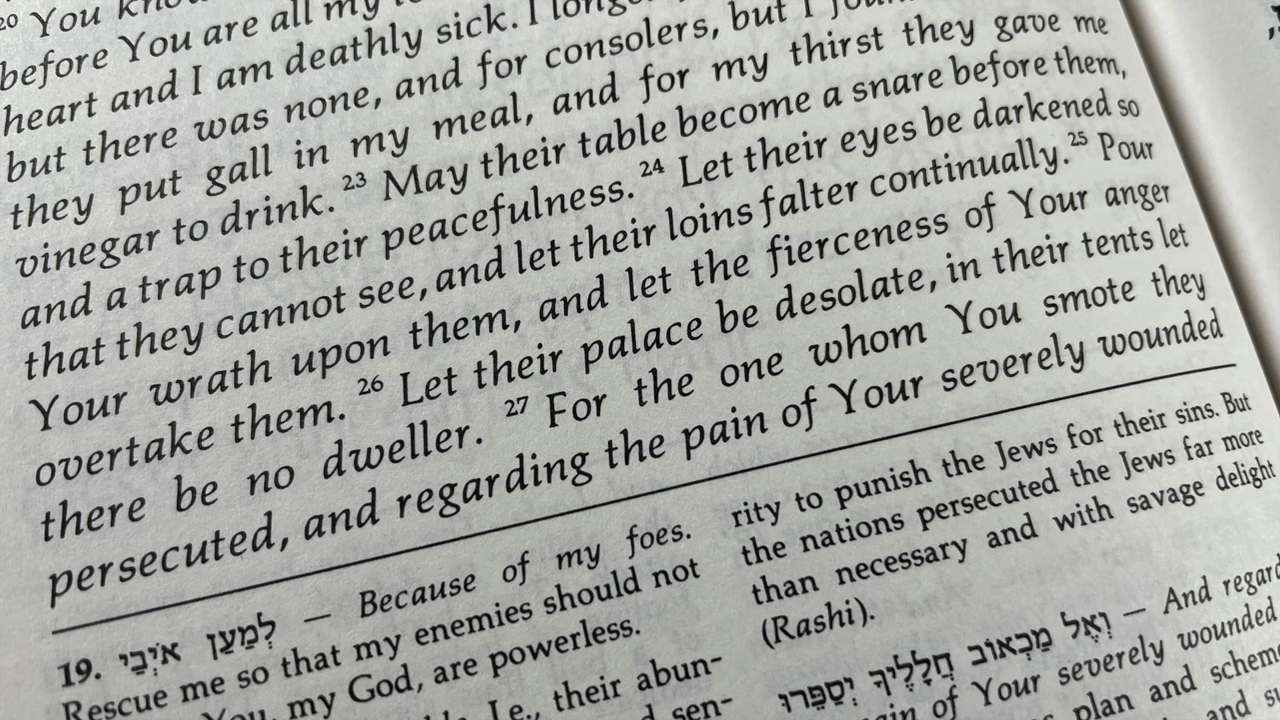 20 You
before You are all my
heart and I am deathly sick. I
but there was none, and for consolers, but I
they put gall in my meal, and for my thirst they gave me
vinegar to drink. 23 May their table become a snare before them,
and a trap to their peacefulness. 24 Let their eyes be darkened so
that they cannot see, and let their loins falter continually. 25 Pour
Your wrath upon them, and let the fierceness of Your anger
overtake them. 26 Let their palace be desolate, in their tents let
there be no dweller. 27 For the one whom You smote they
persecuted, and regarding the pain of Your severely wounded
19. לְמַעַן אֹיְבַי — Because of my foes.
Rescue me so that my enemies should not
my God, are powerless.
I.e., their abun-
rity to punish the Jews for their sins. But
the nations persecuted the Jews far more
than necessary and with savage delight
(Rashi).
וְאֶל מַכְאוֹב חֲלָלֶיךָ יְסַפֵּרוּ — And regard
of Your severely wounded
plan and scheme
and